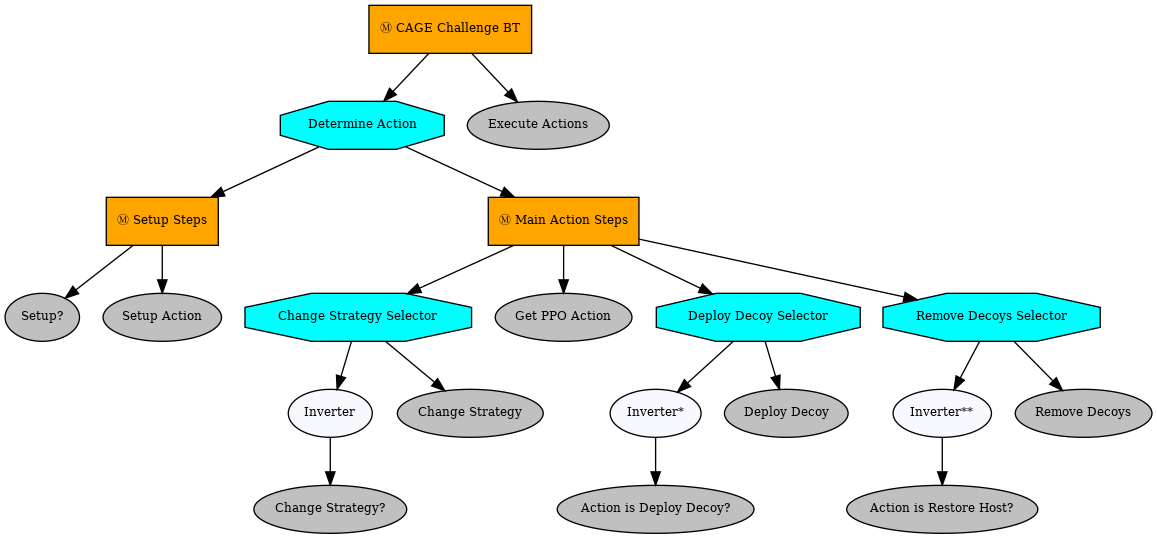 Ⓜ CAGE Challenge BT
Determine Action
Execute Actions
Ⓜ Setup Steps
Ⓜ Main Action Steps
Setup?
Setup Action
Change Strategy Selector
Get PPO Action
Deploy Decoy Selector
Remove Decoys Selector
Inverter
Change Strategy
Inverter*
Deploy Decoy
Inverter**
Remove Decoys
Change Strategy?
Action is Deploy Decoy?
Action is Restore Host?